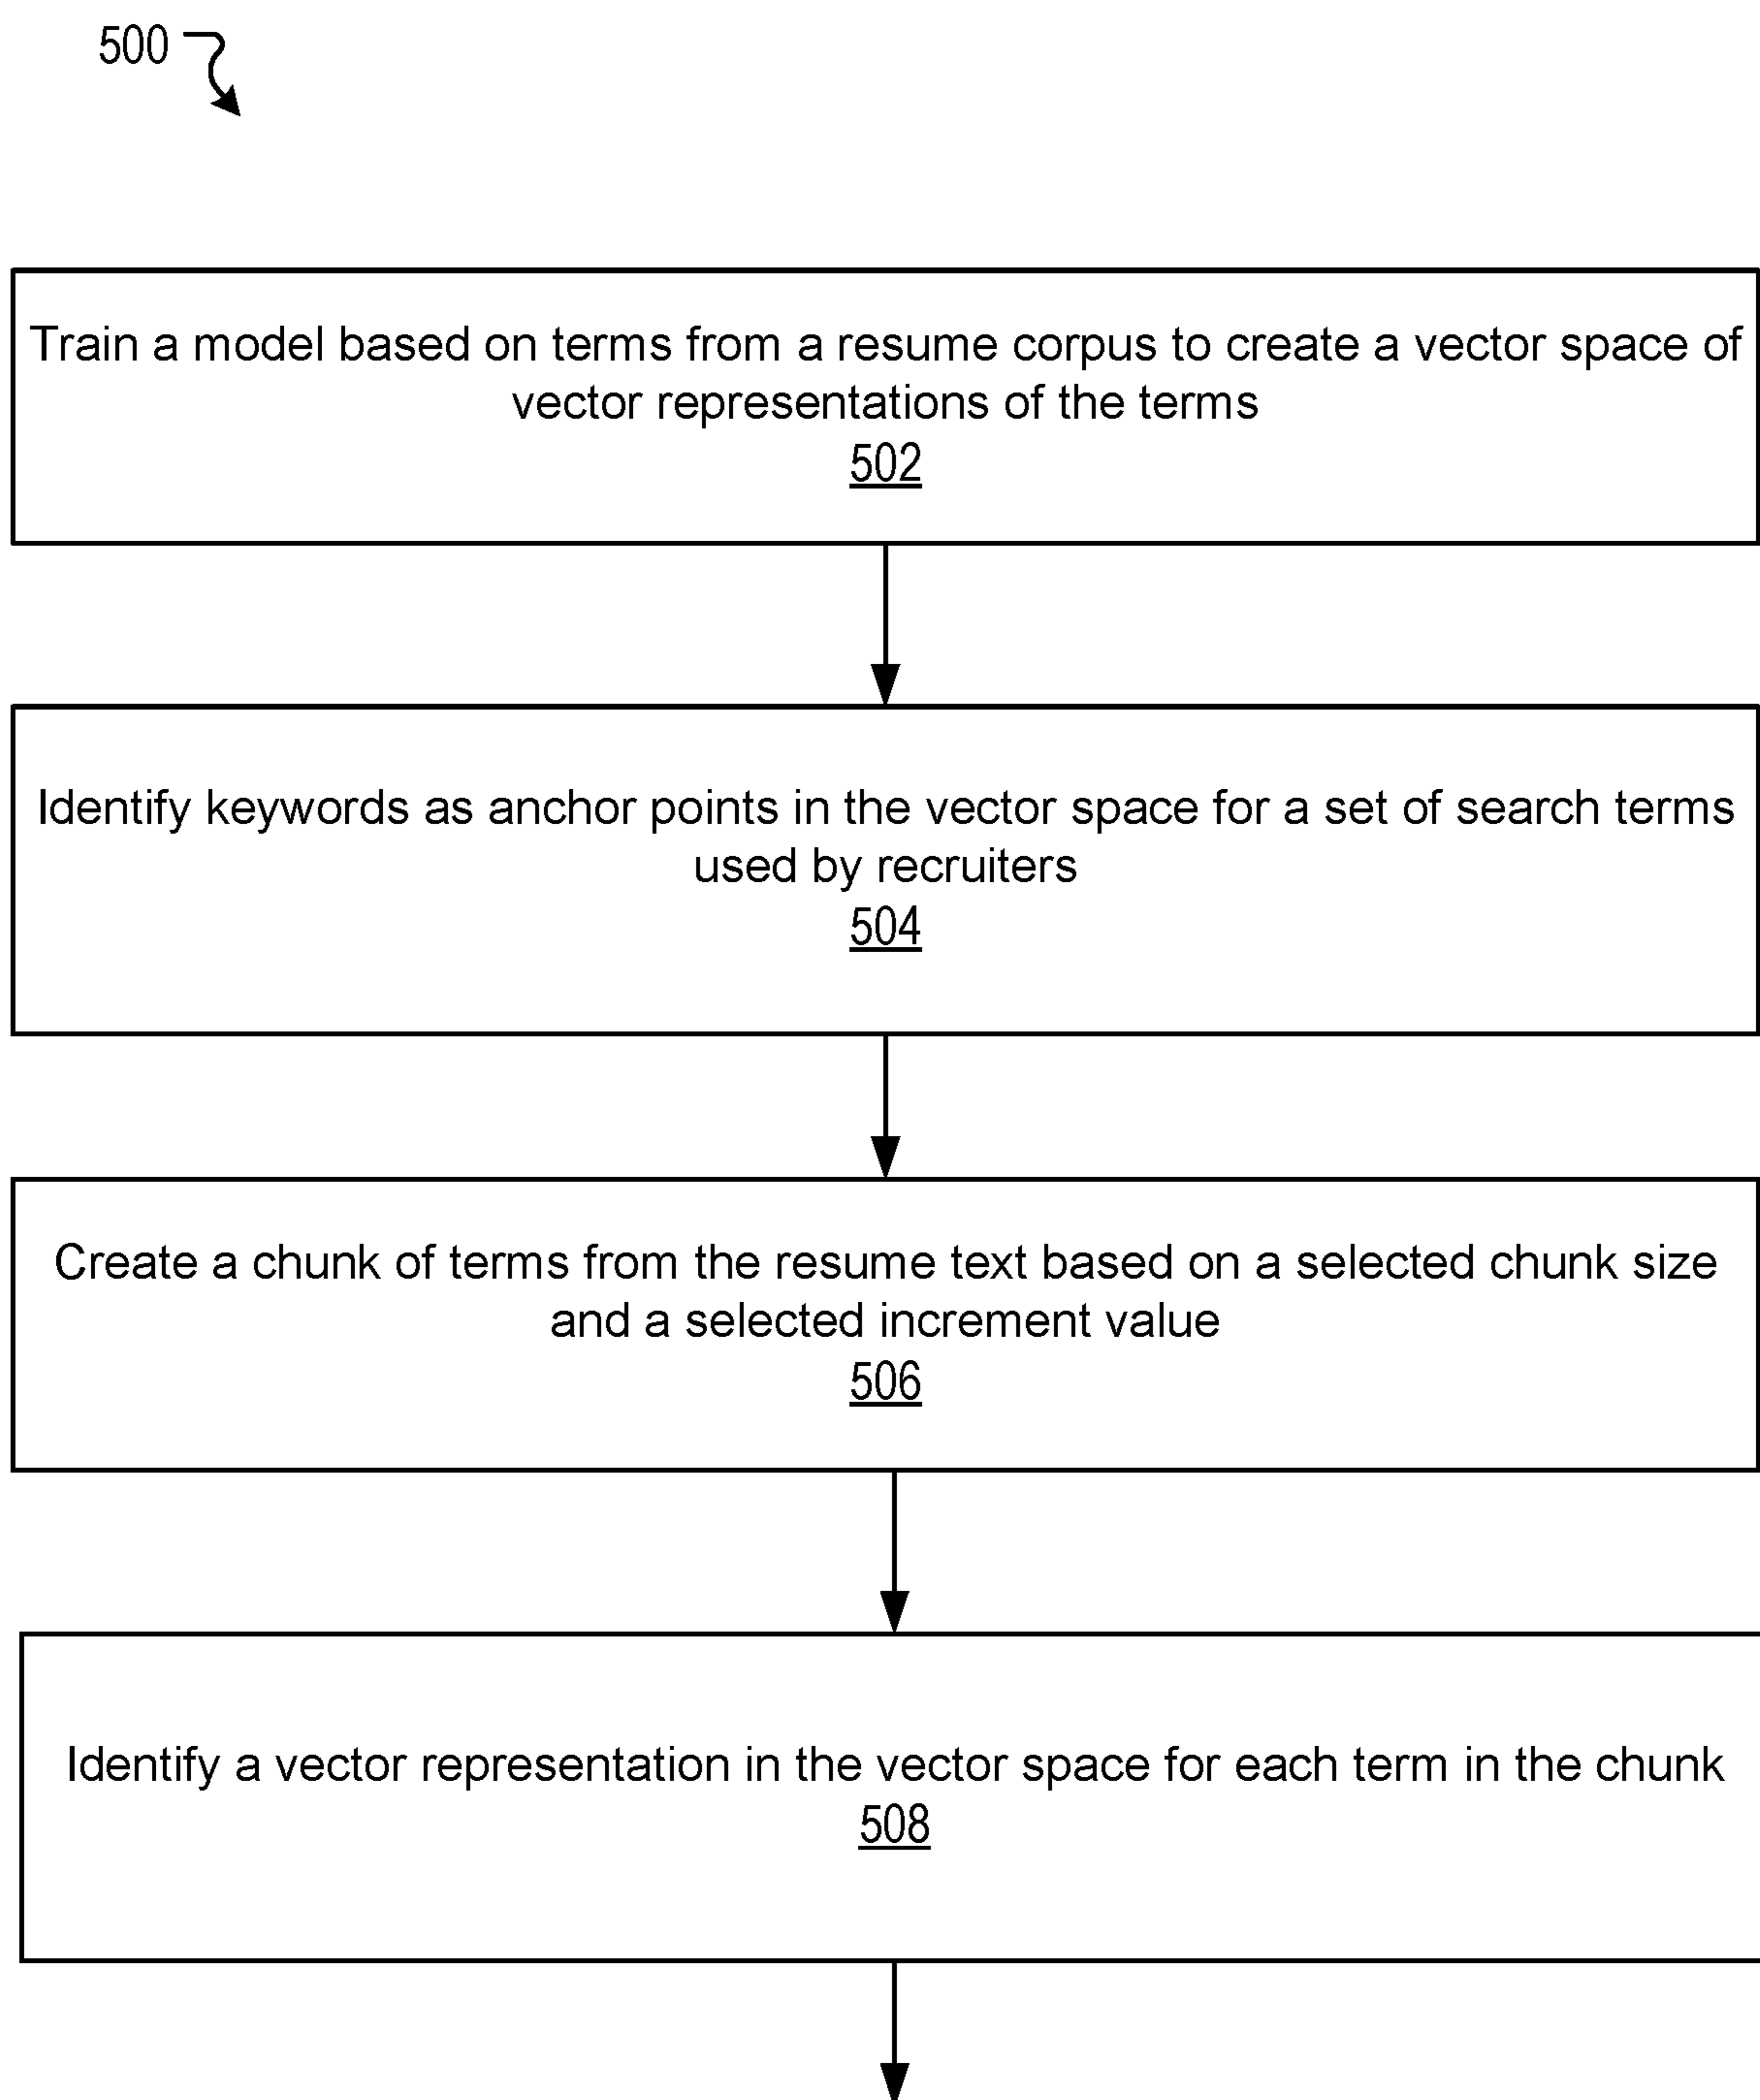 500
Train a model based on terms from a resume corpus to create a vector space of
vector representations of the terms
502
Identify keywords as anchor points in the vector space for a set of search terms
used by recruiters
504
Create a chunk of terms from the resume text based on a selected chunk size
and a selected increment value
506
Identify a vector representation in the vector space for each term in the chunk
508